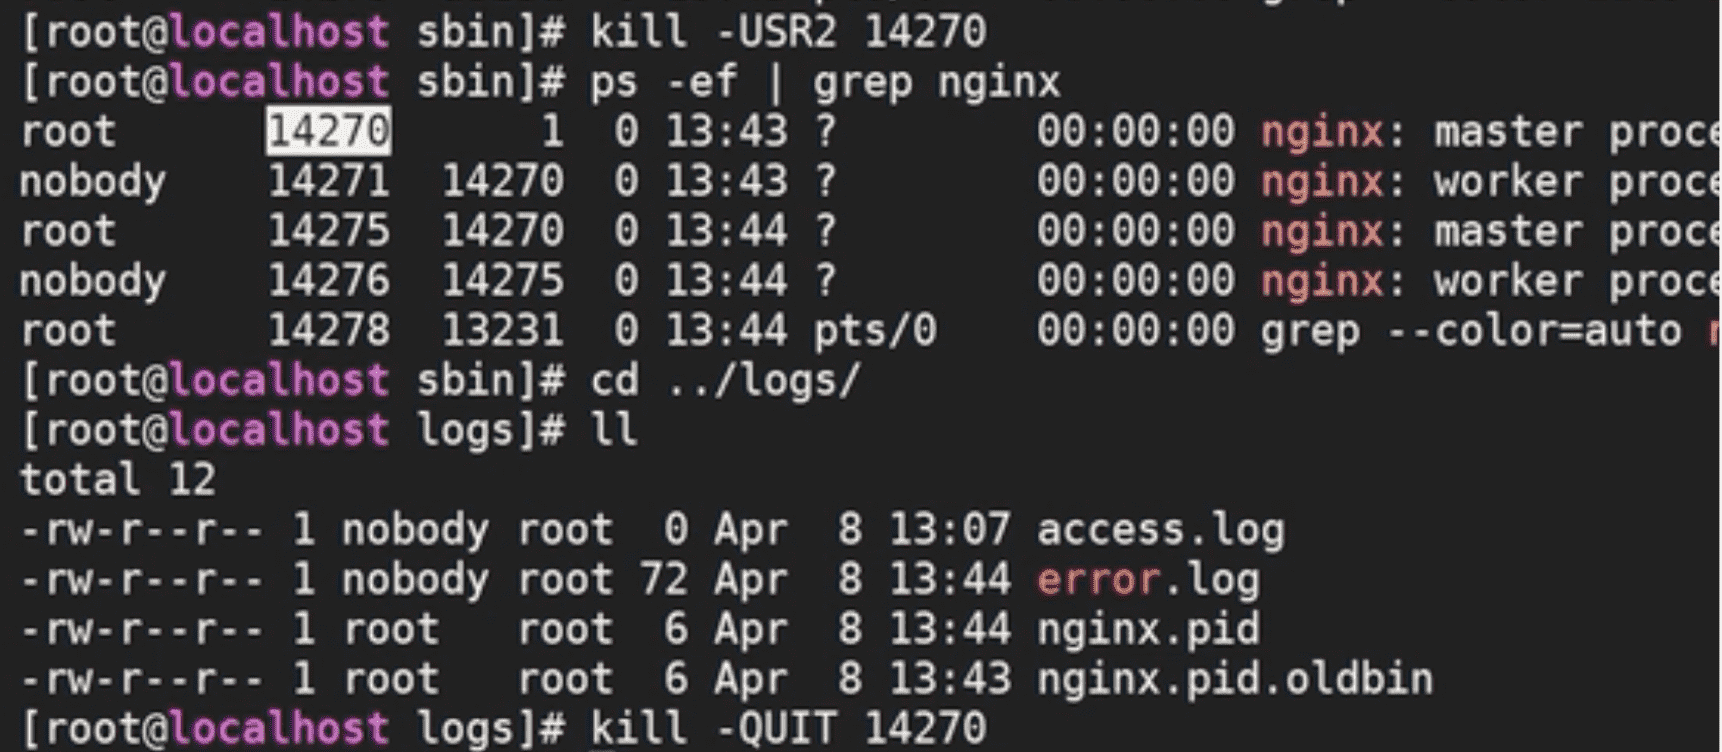 [root@localhost sbin]# kill -USR2 14270
[root@localhost sbin]# ps -ef | grep nginx
root      14270      1  0 13:43 ?        00:00:00 nginx: master proce
nobody    14271  14270  0 13:43 ?        00:00:00 nginx: worker proce
root      14275  14270  0 13:44 ?        00:00:00 nginx: master proce
nobody    14276  14275  0 13:44 ?        00:00:00 nginx: worker proce
root      14278  13231  0 13:44 pts/0    00:00:00 grep --color=auto
[root@localhost sbin]# cd ../logs/
[root@localhost logs]# ll
total 12
-rw-r--r-- 1 nobody root  0 Apr  8 13:07 access.log
-rw-r--r-- 1 nobody root 72 Apr  8 13:44 error.log
-rw-r--r-- 1 root   root  6 Apr  8 13:44 nginx.pid
-rw-r--r-- 1 root   root  6 Apr  8 13:43 nginx.pid.oldbin
[root@localhost logs]# kill -QUIT 14270